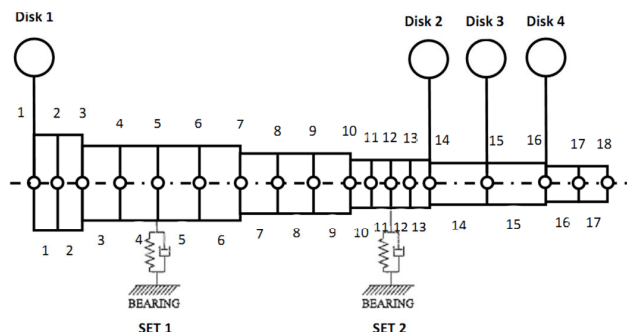 Disk 1
Disk 2 Disk 3 Disk 4
1 2 3 4 5 6 7 8 9 10 11 12 13 14 15 16 17 18
1 2 3 4 5 6 7 8 9 10 11 12 13 14 15 16 17
BEARING BEARING
SET 1 SET 2